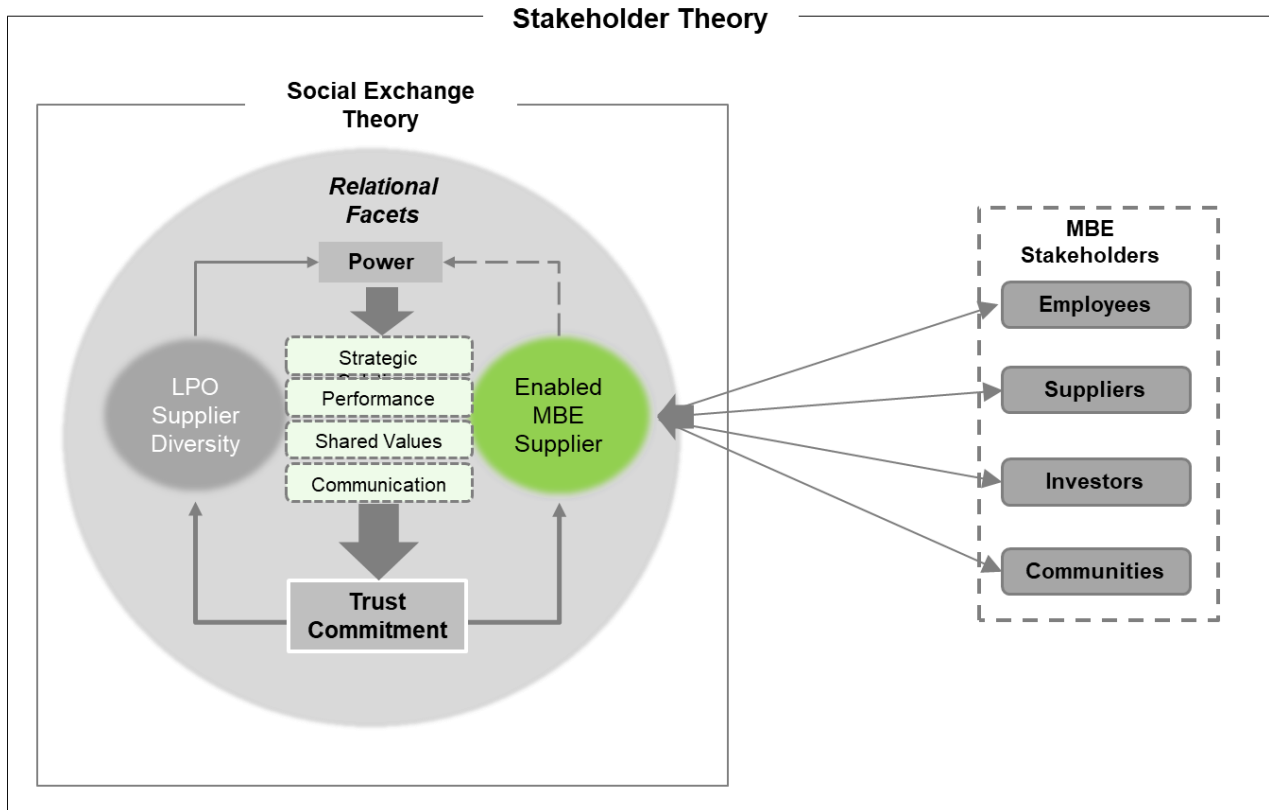 Stakeholder Theory
Social Exchange
Theory
Relational
Facets
Power
LPO
Supplier
Diversity
Strategic
Performance
Shared Values
Communication
Enabled
MBE
Supplier
Trust
Commitment
MBE
Stakeholders
Employees
Suppliers
Investors
Communities